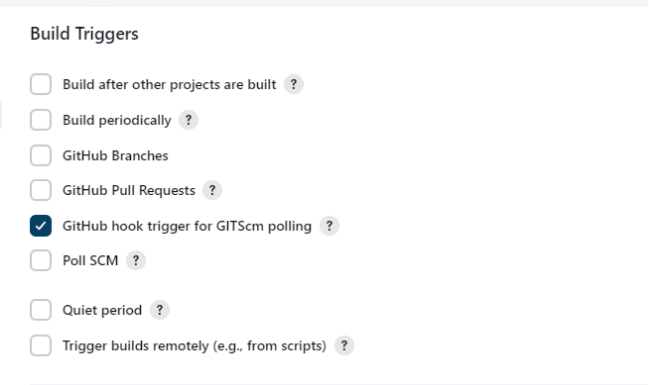 Build Triggers
Build after other projects are built ?
Build periodically ?
GitHub Branches
GitHub Pull Requests ?
GitHub hook trigger for GITScm polling ?
Poll SCM ?
Quiet period ?
Trigger builds remotely (e.g., from scripts) ?